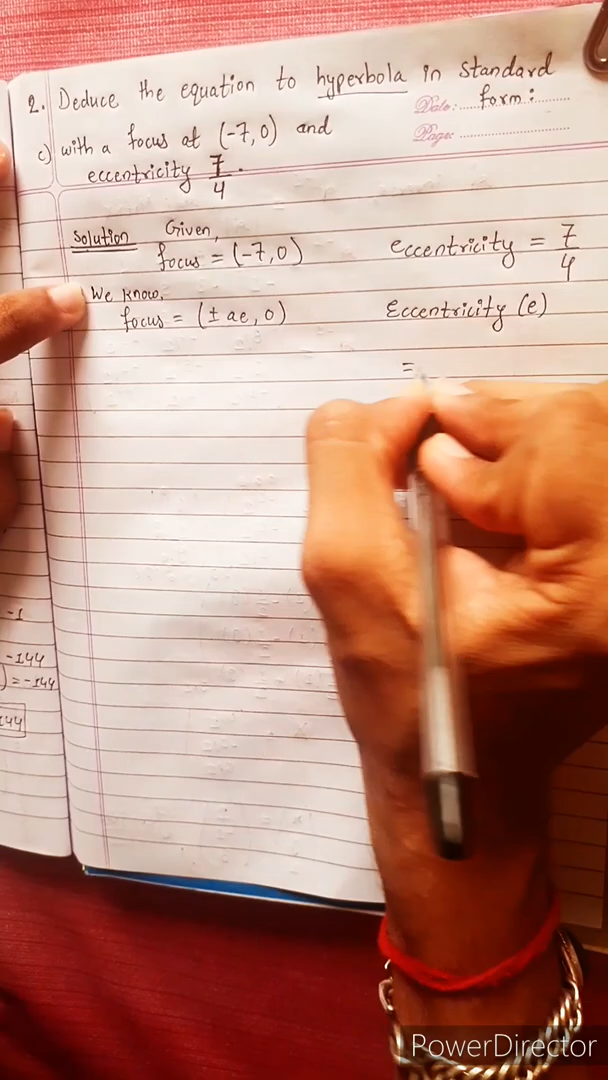 2. Deduce the equation to hyperbola in standard form:
Date:
c) with a focus at (-7,0) and
Page:
eccentricity 7/4.
Solution Given,
focus = (-7,0) eccentricity = 7/4
We know,
focus = (± ae, 0) Eccentricity (e)
=
-1
-144
) = -144
144
PowerDirector